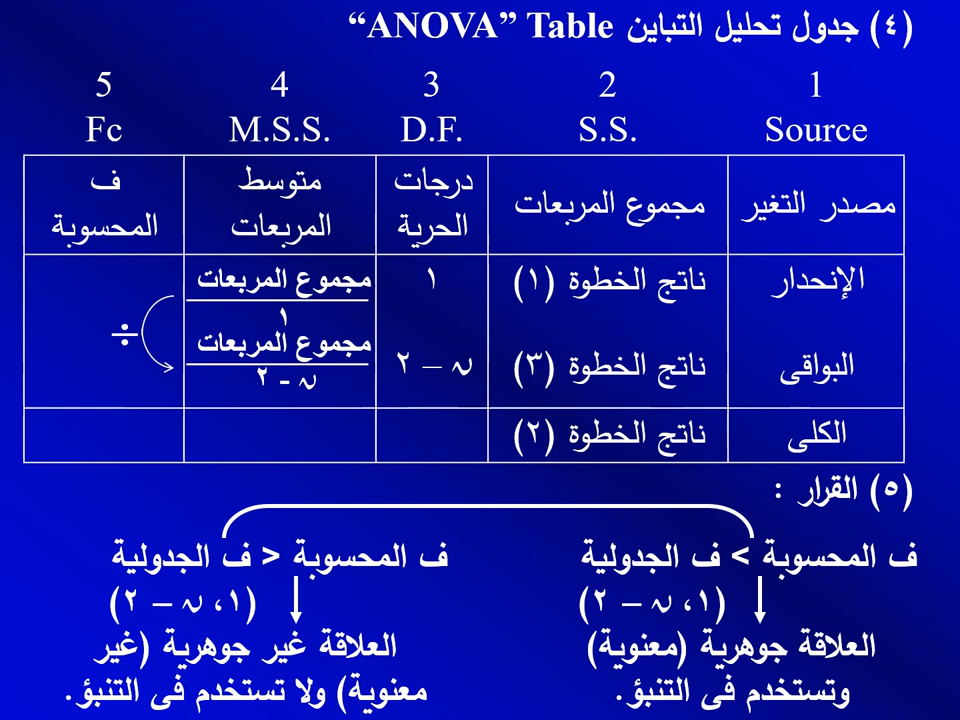 (٤) جدول تحليل التباين “ANOVA” Table
1 2 3 4 5
Source S.S. D.F. M.S.S. Fc
مصدر التغير مجموع المربعات درجات الحرية متوسط المربعات ف المحسوبة
الإنحدار ناتج الخطوة (١) ١ مجموع المربعات
١
÷
البواقى ناتج الخطوة (٣) ن – ٢ مجموع المربعات
ن - ٢
الكلى ناتج الخطوة (٢)
(٥) القرار :
ف المحسوبة > ف الجدولية
(١، ن – ٢)
العلاقة جوهرية (معنوية)
وتستخدم فى التنبؤ.
ف المحسوبة < ف الجدولية
(١، ن – ٢)
العلاقة غير جوهرية (غير
معنوية) ولا تستخدم فى التنبؤ.